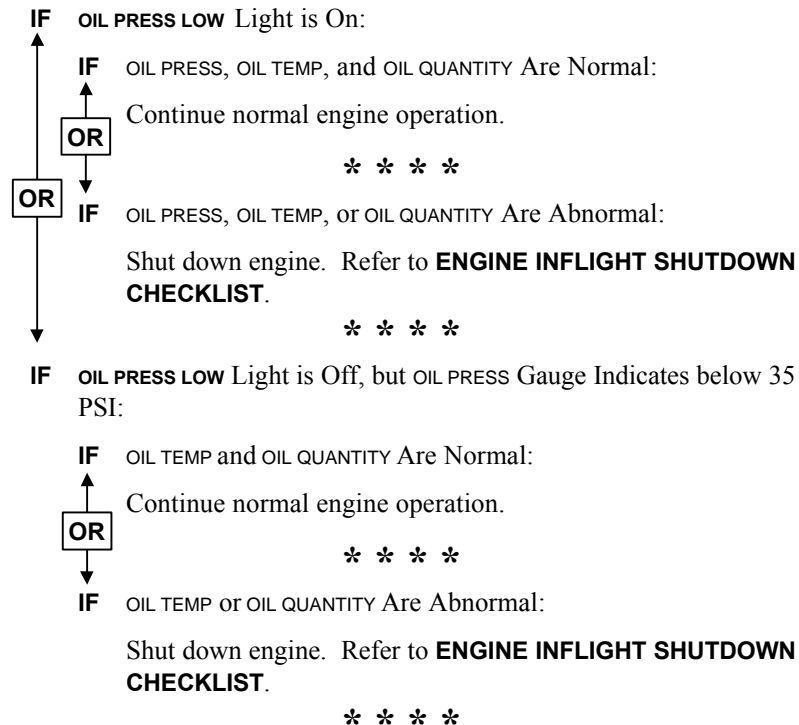 IF OIL PRESS LOW Light is On:
IF OIL PRESS, OIL TEMP, and OIL QUANTITY Are Normal:
Continue normal engine operation.
OR
* * * *
OR
IF OIL PRESS, OIL TEMP, or OIL QUANTITY Are Abnormal:
Shut down engine. Refer to ENGINE INFLIGHT SHUTDOWN
CHECKLIST.
* * * *
IF OIL PRESS LOW Light is Off, but OIL PRESS Gauge Indicates below 35
PSI:
IF OIL TEMP and OIL QUANTITY Are Normal:
Continue normal engine operation.
OR
* * * *
IF OIL TEMP or OIL QUANTITY Are Abnormal:
Shut down engine. Refer to ENGINE INFLIGHT SHUTDOWN
CHECKLIST.
* * * *